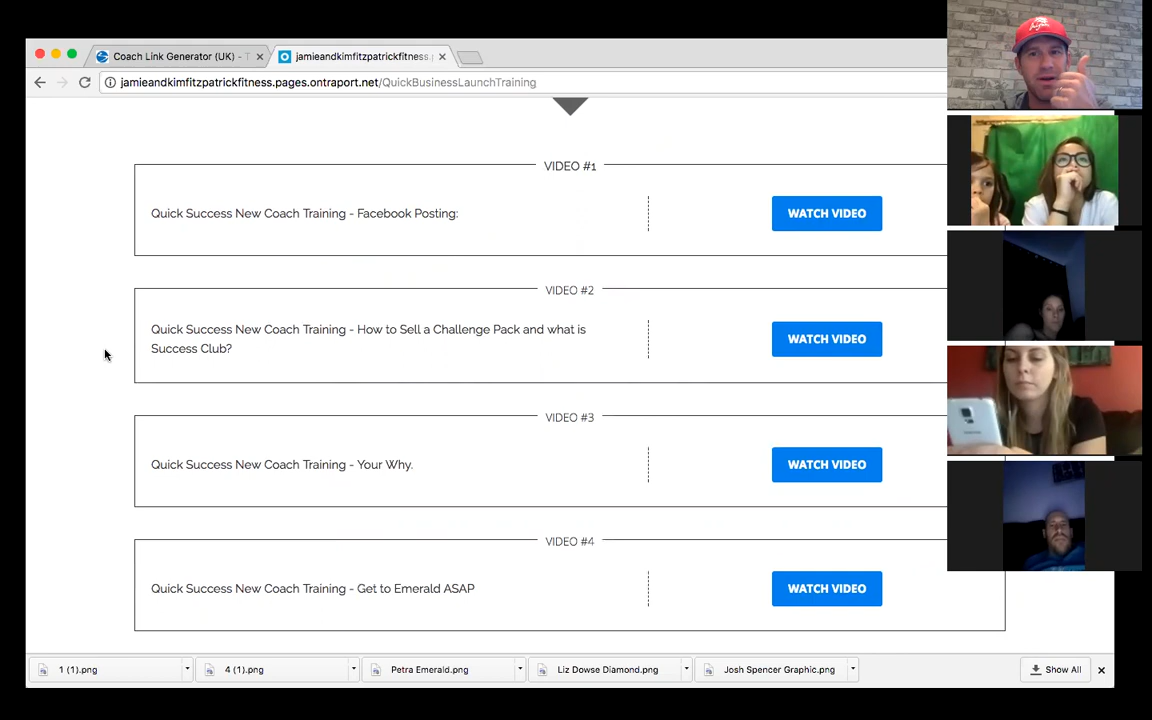 Coach Link Generator (UK) - T
jamieandkimfitzpatrickfitness.p
jamieandkimfitzpatrickfitness.pages.ontraport.net/QuickBusinessLaunchTraining
VIDEO #1
Quick Success New Coach Training - Facebook Posting:
WATCH VIDEO
VIDEO #2
Quick Success New Coach Training - How to Sell a Challenge Pack and what is
Success Club?
WATCH VIDEO
VIDEO #3
Quick Success New Coach Training - Your Why.
WATCH VIDEO
VIDEO #4
Quick Success New Coach Training - Get to Emerald ASAP
WATCH VIDEO
1 (1).png
4 (1).png
Petra Emerald.png
Liz Dowse Diamond.png
Josh Spencer Graphic.png
Show All